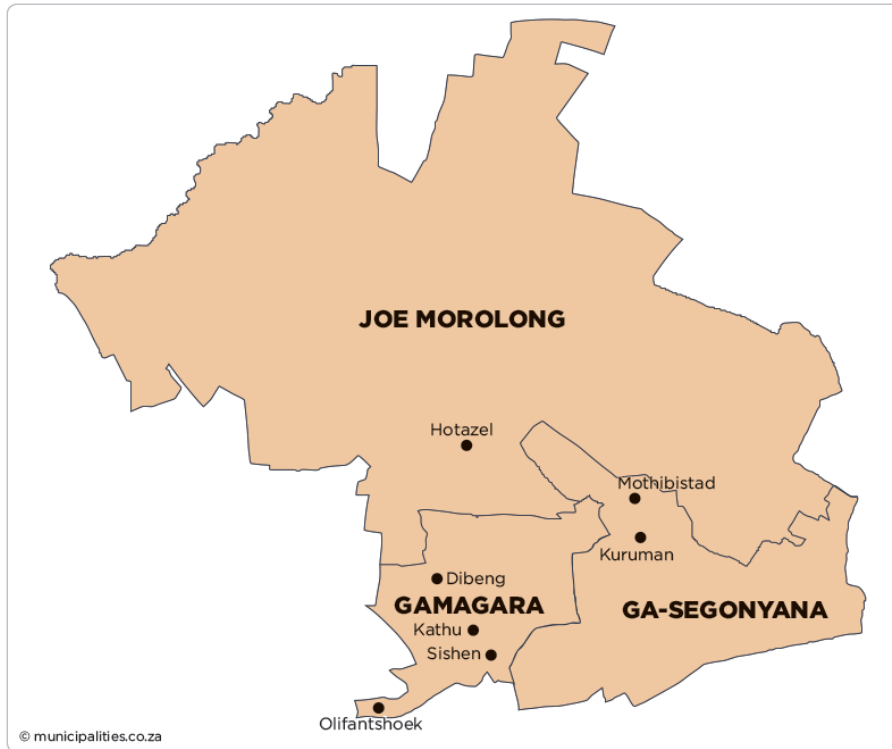 JOE MOROLONG
Hotazel
Mothibistad
Kuruman
Dibeng
GAMAGARA
GA-SEGONYANA
Kathu
Sishen
Olifantshoek
© municipalities.co.za